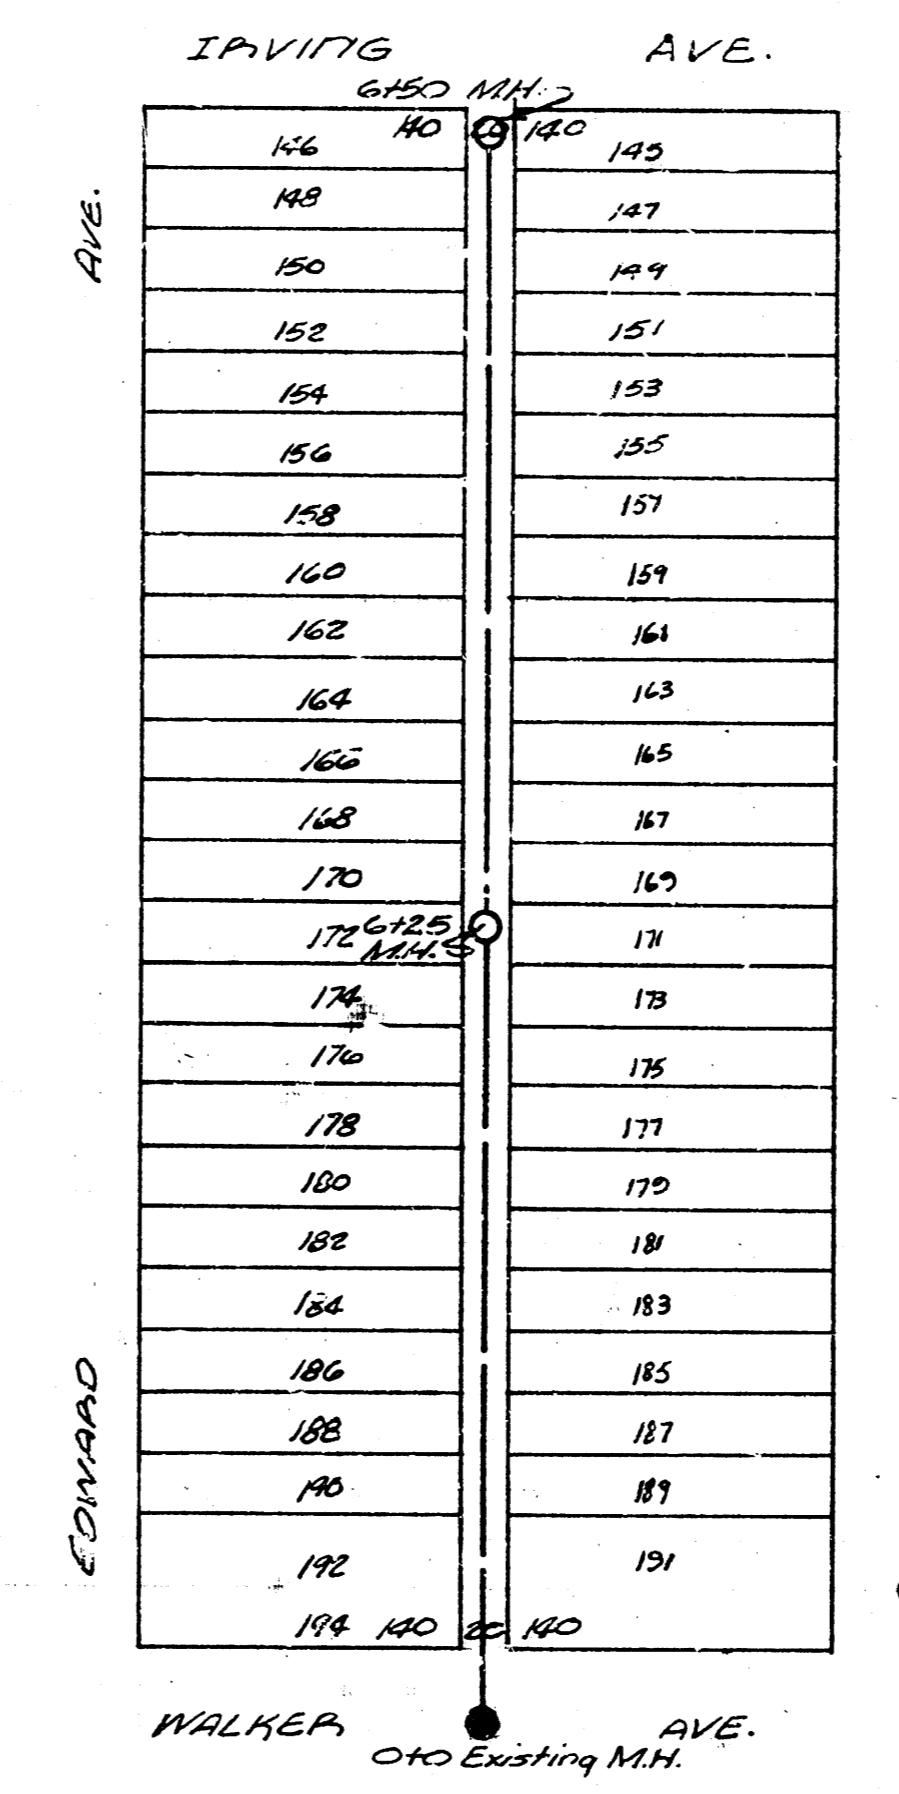 IRVING AVE.
6+50 M.H.
140 20 140
146 145
AVE.
148 147
150 149
152 151
154 153
156 155
158 157
160 159
162 161
164 163
166 165
168 167
170 169
172 6+25 171
M.H.
174 173
176 175
178 177
180 179
182 181
184 183
186 185
188 187
190 189
EDWARD
192 191
194 140 20 140
WALKER AVE.
0+0 Existing M.H.